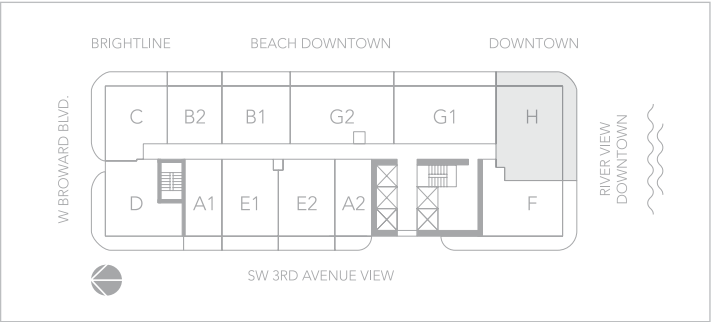 BRIGHTLINE BEACH DOWNTOWN DOWNTOWN
W BROWARD BLVD.
C B2 B1 G2 G1 H
RIVER VIEW
DOWNTOWN
D A1 E1 E2 A2 F
SW 3RD AVENUE VIEW